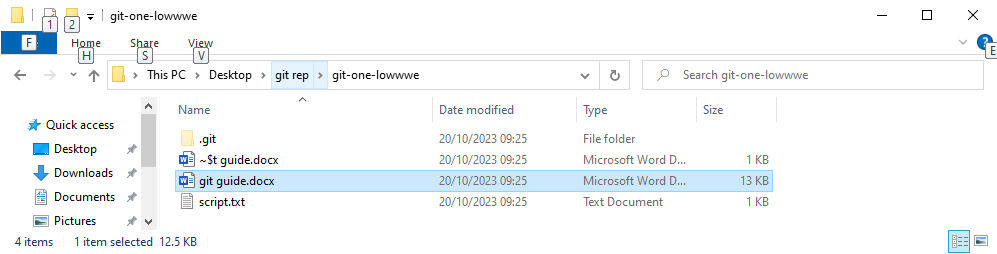 git-one-lowwwe
1 2
F Home Share View E
H S V
This PC Desktop git rep git-one-lowwwe Search git-one-lowwwe
Name Date modified Type Size
Quick access
Desktop
Downloads
Documents
Pictures
.git 20/10/2023 09:25 File folder
~$t guide.docx 20/10/2023 09:25 Microsoft Word D... 1 KB
git guide.docx 20/10/2023 09:25 Microsoft Word D... 13 KB
script.txt 20/10/2023 09:25 Text Document 1 KB
4 items 1 item selected 12.5 KB